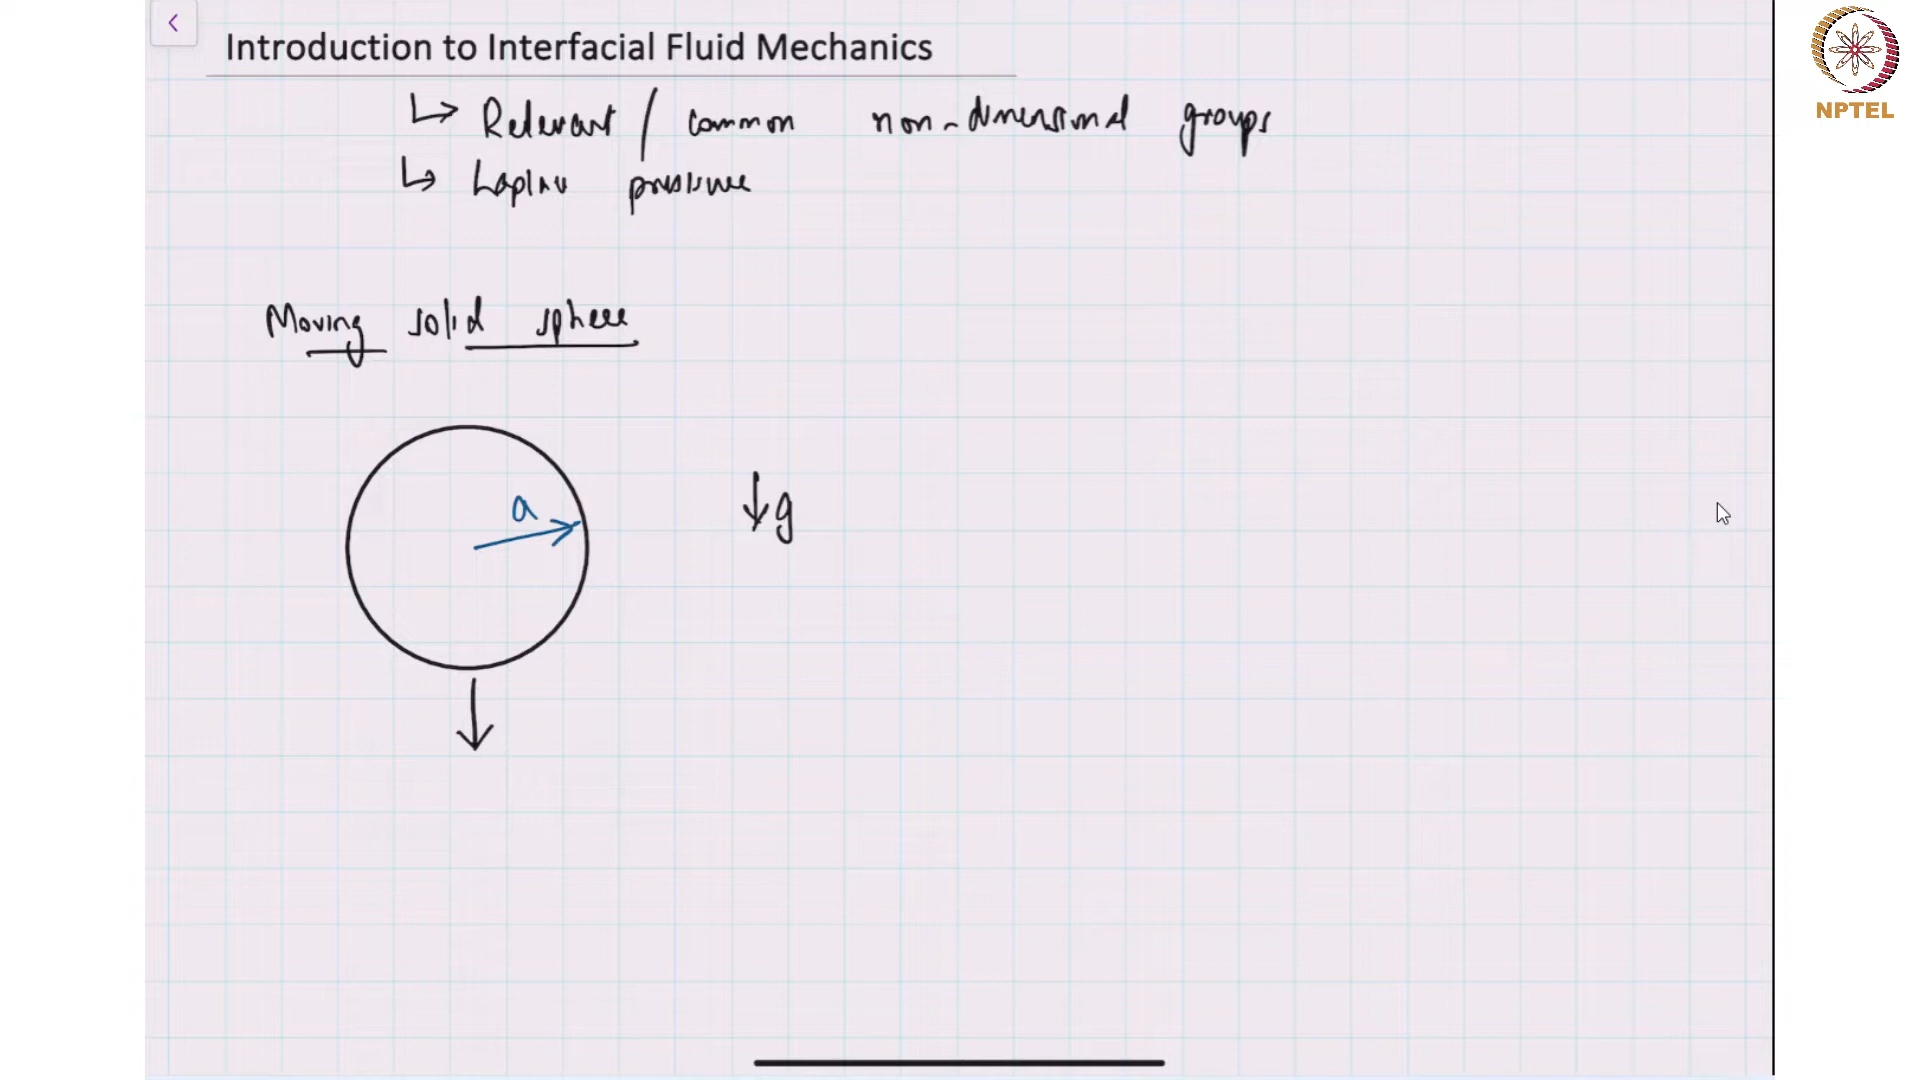 Introduction to Interfacial Fluid Mechanics
NPTEL
↳ Relevant / common non-dimensional groups
↳ Laplace pressure
Moving solid sphere
a
↓g